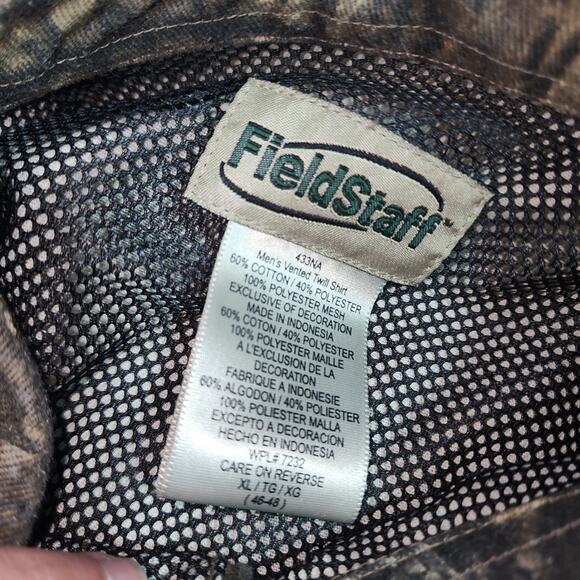 FieldStaff™
433NA
Men's Vented Twill Shirt
60% COTTON / 40% POLYESTER
100% POLYESTER MESH
EXCLUSIVE OF DECORATION
MADE IN INDONESIA
60% COTON / 40% POLYESTER
100% POLYESTER MAILLE
A L'EXCLUSION DE LA
DECORATION
FABRIQUE A INDONESIE
60% ALGODON / 40% POLIESTER
100% POLIESTER MALLA
EXCEPTO A DECORACION
HECHO EN INDONESIA
WPL# 7232
CARE ON REVERSE
XL / TG / XG
( 46-48 )